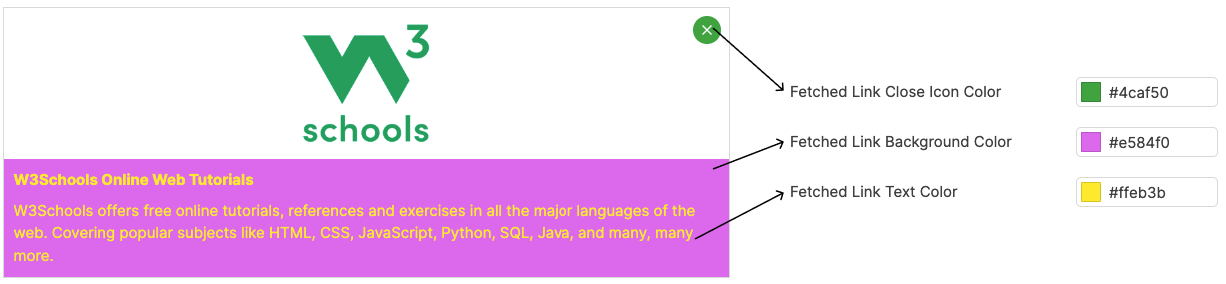 3
schools
W3Schools Online Web Tutorials
W3Schools offers free online tutorials, references and exercises in all the major languages of the
web. Covering popular subjects like HTML, CSS, JavaScript, Python, SQL, Java, and many, many
more.
Fetched Link Close Icon Color
#4caf50
Fetched Link Background Color
#e584f0
Fetched Link Text Color
#ffeb3b